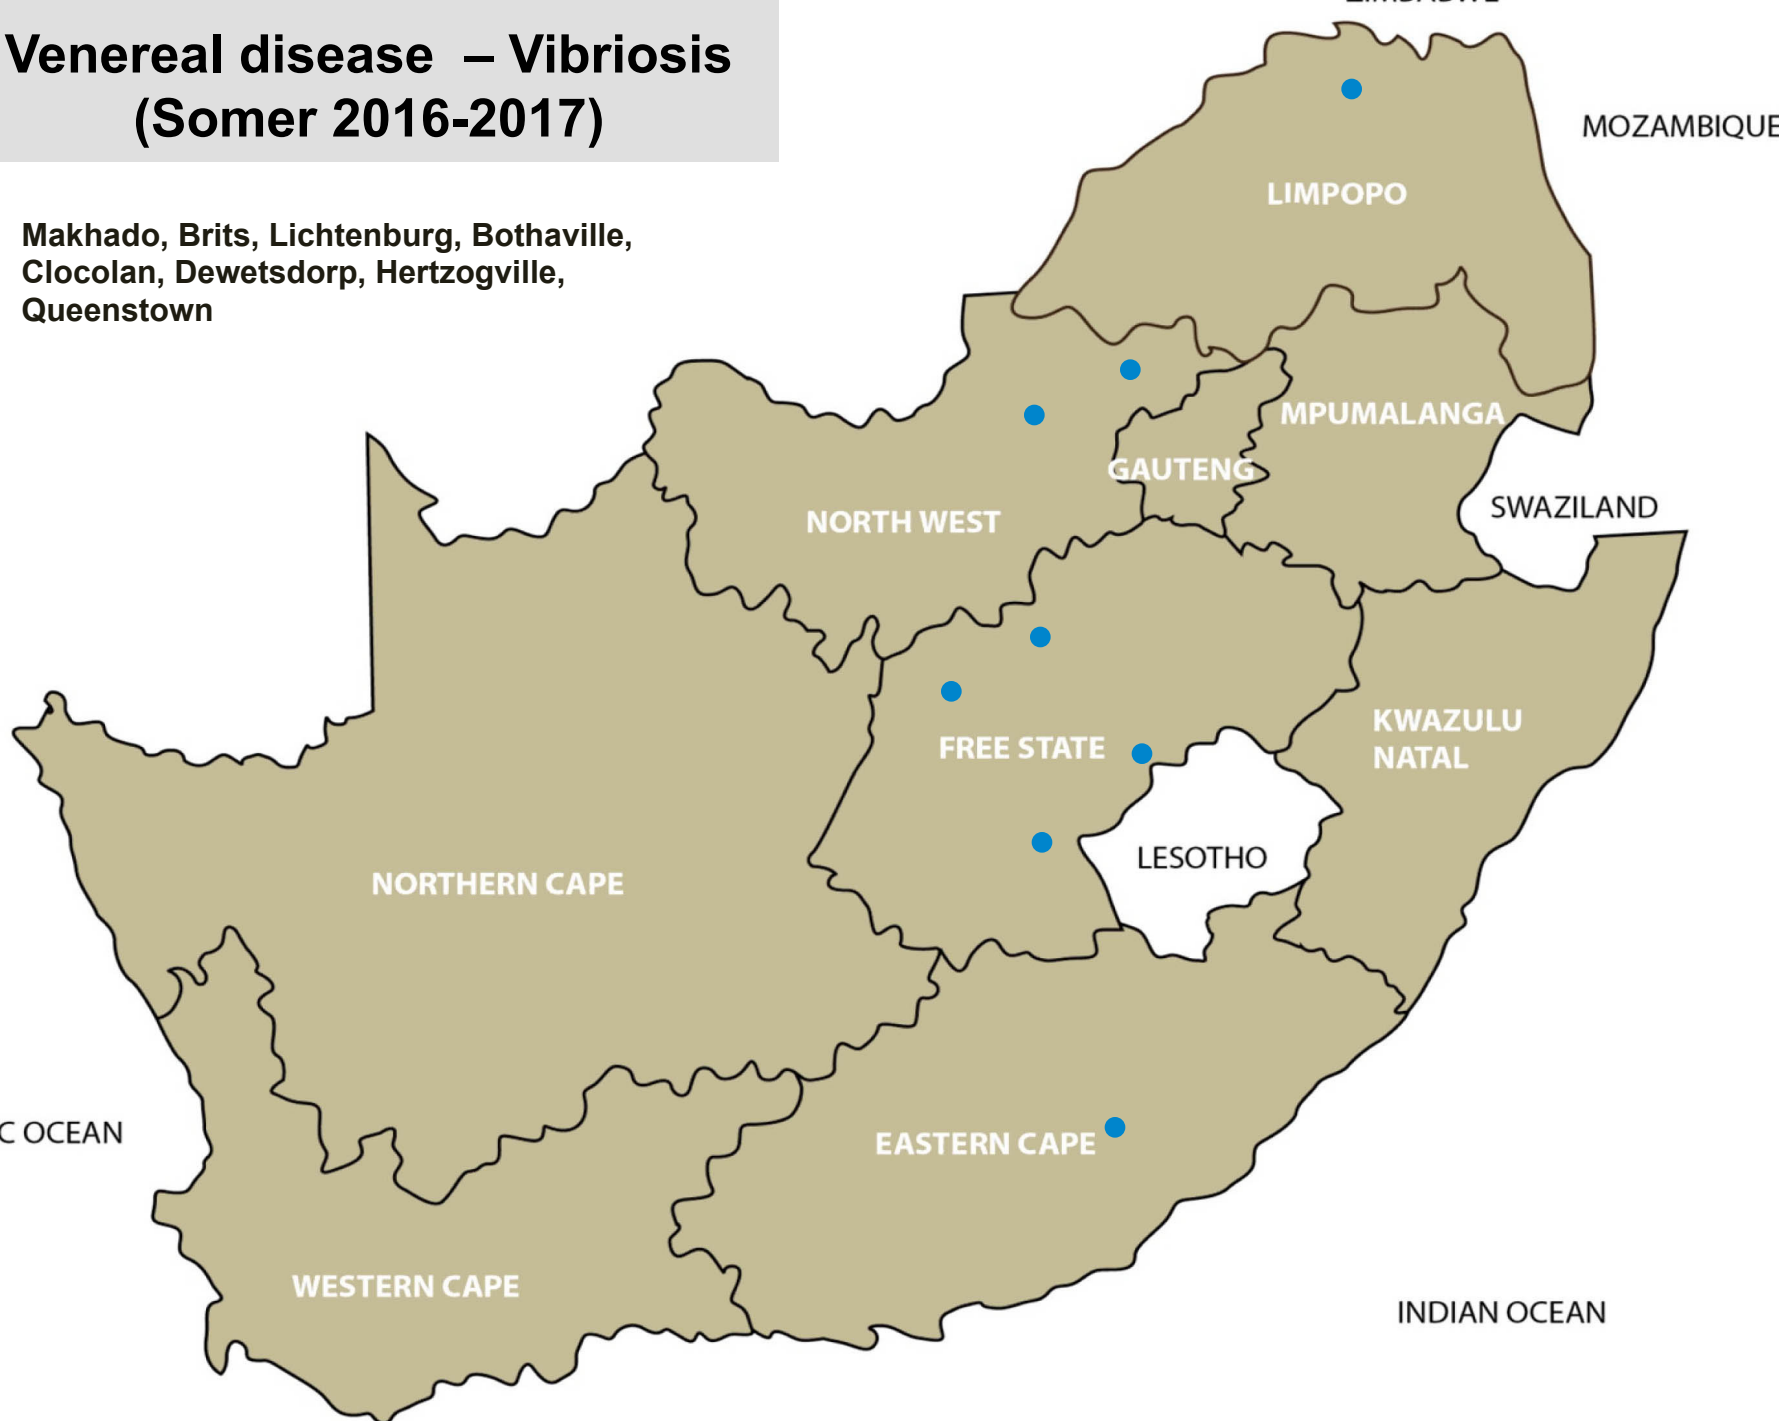 Venereal disease – Vibriosis
(Somer 2016-2017)
Makhado, Brits, Lichtenburg, Bothaville,
Clocolan, Dewetsdorp, Hertzogville,
Queenstown
MOZAMBIQUE
LIMPOPO
MPUMALANGA
GAUTENG
SWAZILAND
NORTH WEST
KWAZULU
NATAL
FREE STATE
LESOTHO
NORTHERN CAPE
C OCEAN
EASTERN CAPE
WESTERN CAPE
INDIAN OCEAN